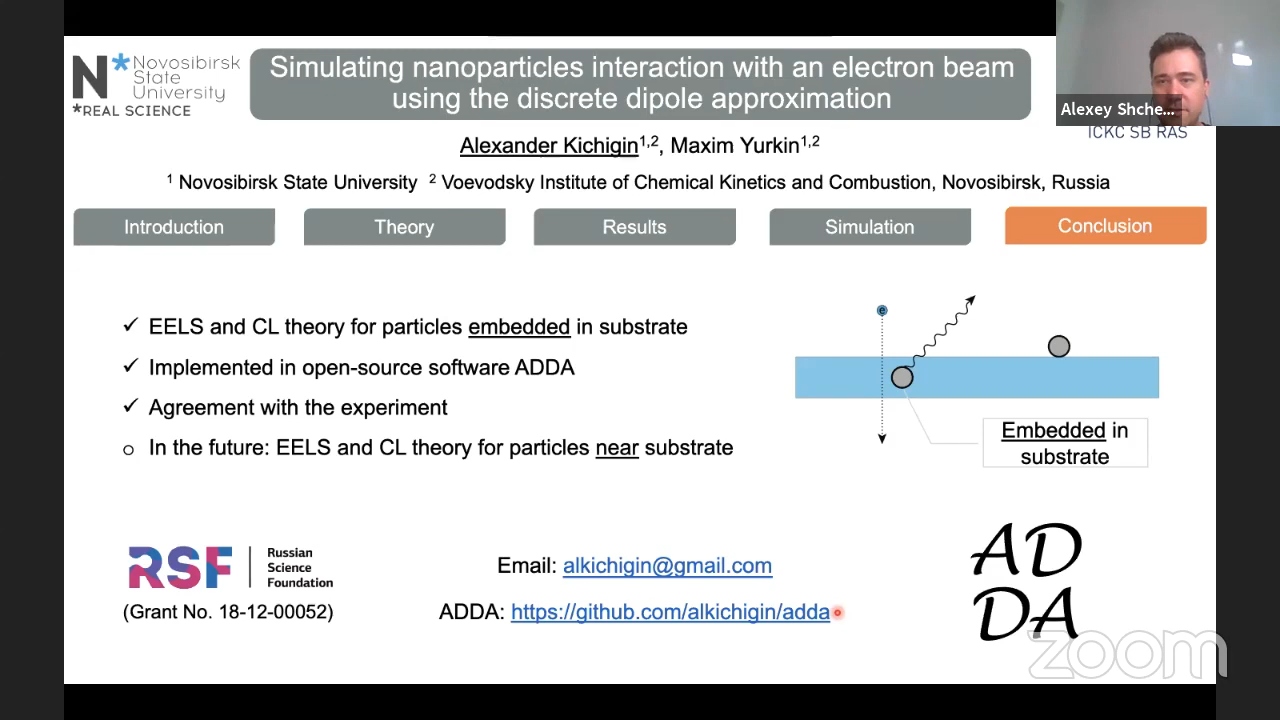 N* Novosibirsk
State
University
*REAL SCIENCE
Simulating nanoparticles interaction with an electron beam
using the discrete dipole approximation
Alexey Shche...
ICKC SB RAS
Alexander Kichigin1,2, Maxim Yurkin1,2
1 Novosibirsk State University 2 Voevodsky Institute of Chemical Kinetics and Combustion, Novosibirsk, Russia
Introduction
Theory
Results
Simulation
Conclusion
✓ EELS and CL theory for particles embedded in substrate
✓ Implemented in open-source software ADDA
✓ Agreement with the experiment
o In the future: EELS and CL theory for particles near substrate
e
Embedded in
substrate
RSF
Russian
Science
Foundation
(Grant No. 18-12-00052)
Email: alkichigin@gmail.com
ADDA: https://github.com/alkichigin/adda
AD
DA
zoom